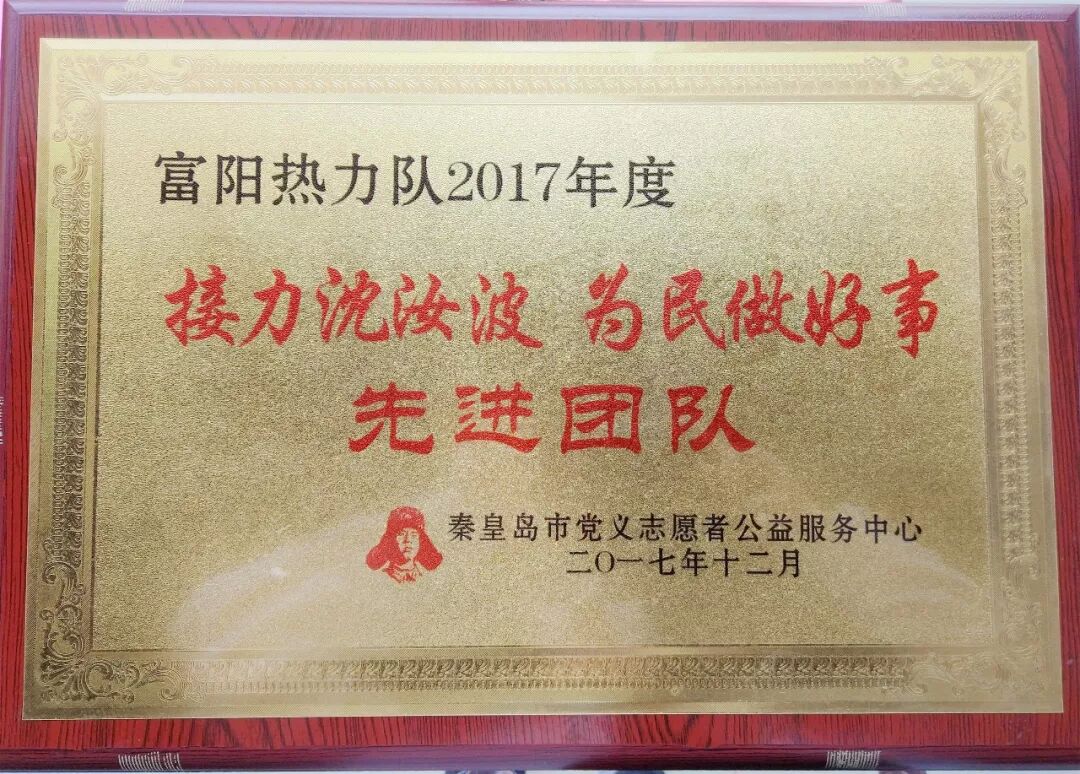 富阳热力队2017年度
接力沈汝波 为民做好事
先进团队
秦皇岛市党义志愿者公益服务中心
二〇一七年十二月